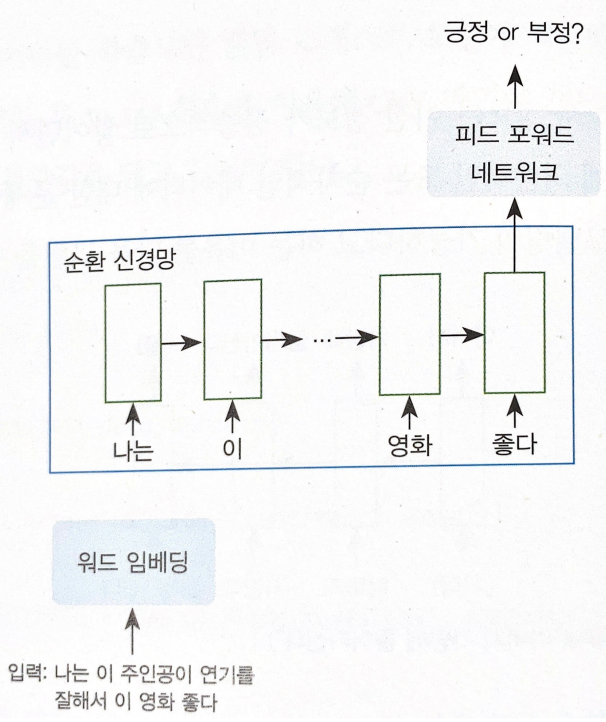 긍정 or 부정?
피드 포워드
네트워크
순환 신경망
...
나는 이 영화 좋다
워드 임베딩
입력: 나는 이 주인공이 연기를
잘해서 이 영화 좋다